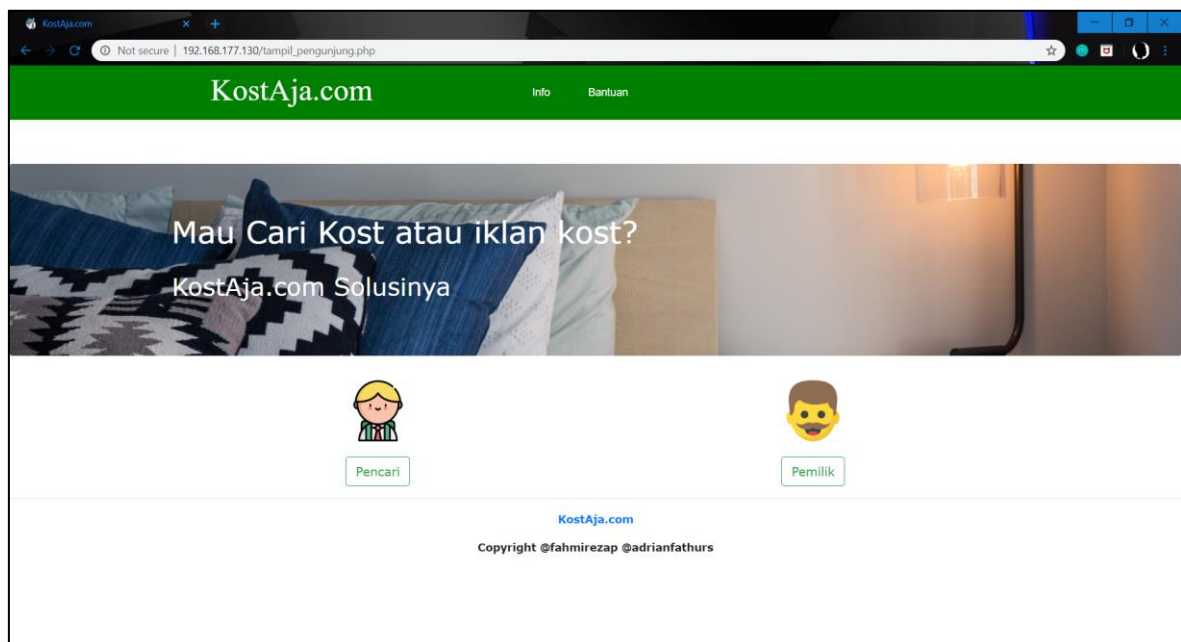 KostAja.com
Not secure | 192.168.177.130/tampil_pengunjung.php
KostAja.com Info Bantuan
Mau Cari Kost atau iklan kost?
KostAja.com Solusinya
Pencari Pemilik
KostAja.com
Copyright @fahmirezap @adrianfathurs